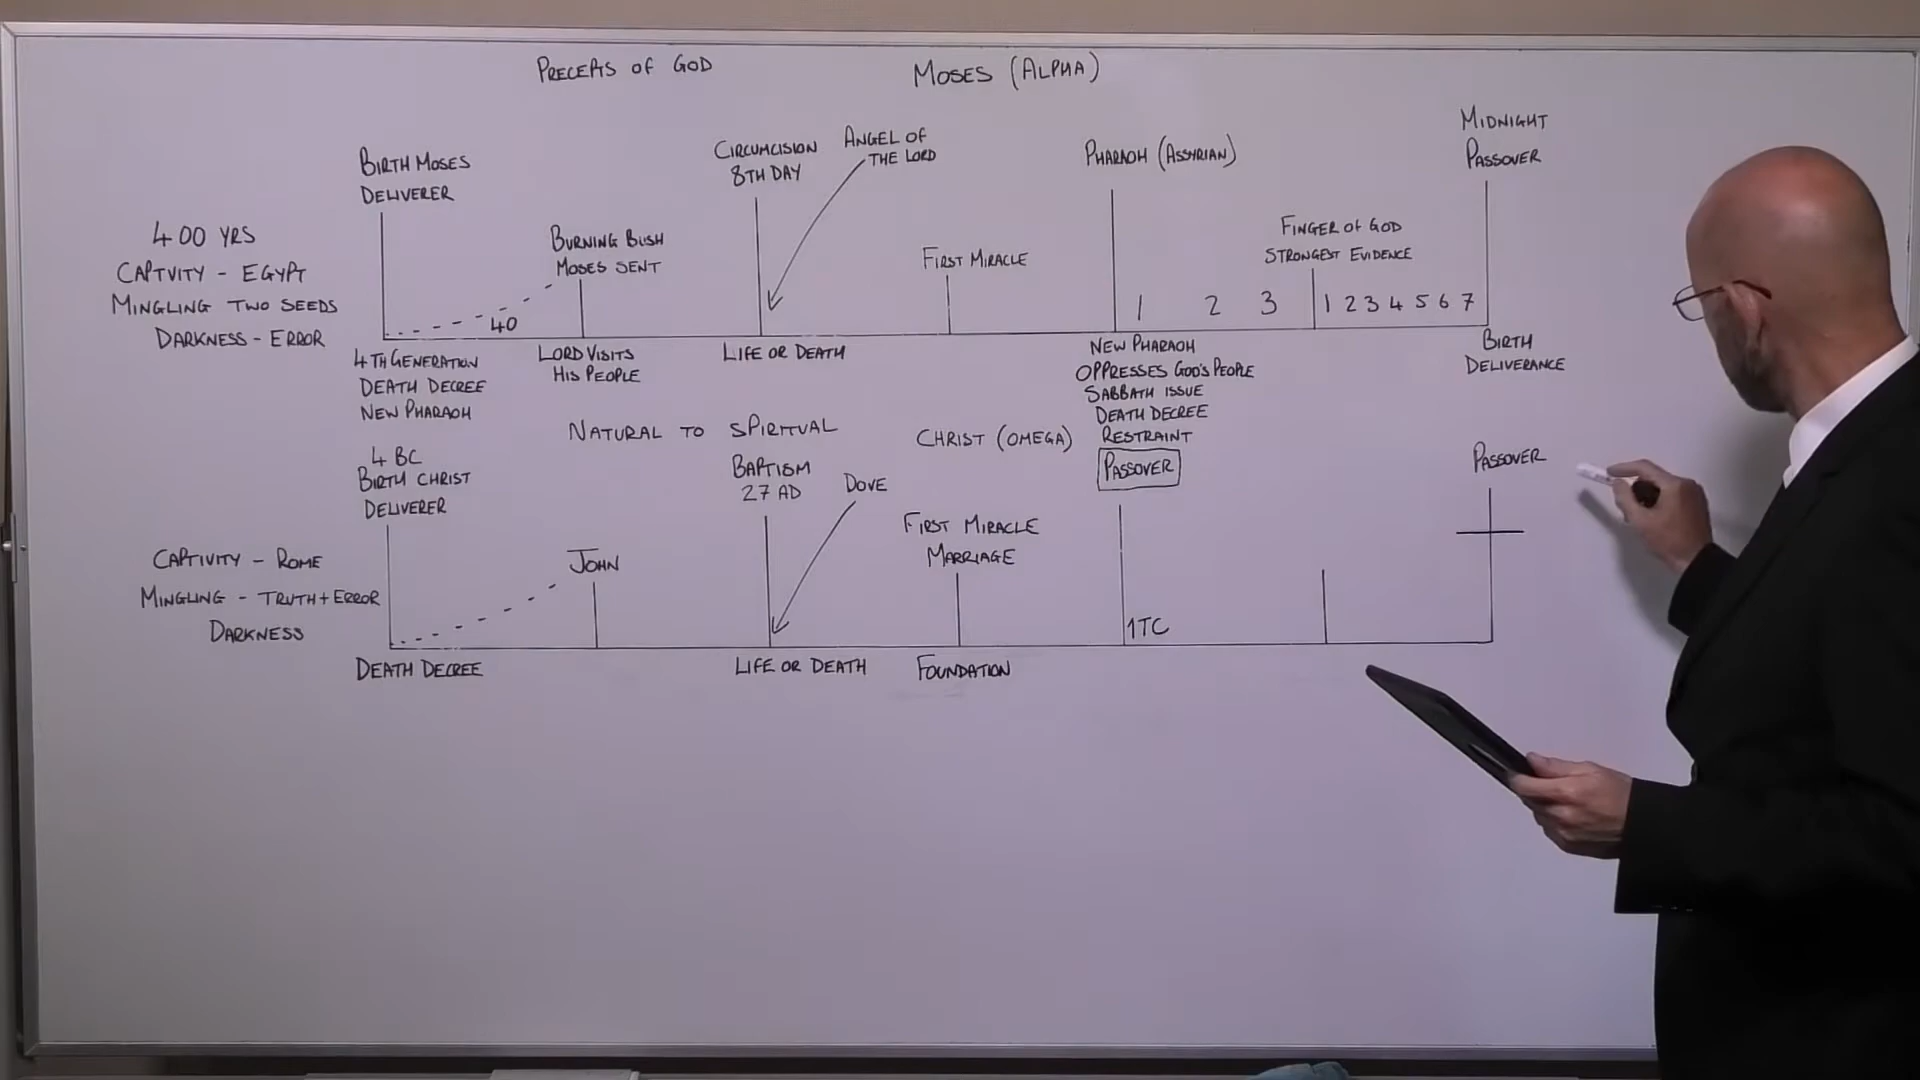 PRECEPTS OF GOD
MOSES (ALPHA)
400 YRS
CAPTVITY - EGYPT
MINGLING TWO SEEDS
DARKNESS - ERROR
BIRTH MOSES
DELIVERER
40
BURNING BUSH
MOSES SENT
CIRCUMCISION
8TH DAY
ANGEL OF
THE LORD
FIRST MIRACLE
PHARAOH (ASSYRIAN)
1 2 3
FINGER OF GOD
STRONGEST EVIDENCE
1 2 3 4 5 6 7
MIDNIGHT
PASSOVER
4TH GENERATION
DEATH DECREE
NEW PHARAOH
LORD VISITS
HIS PEOPLE
LIFE OR DEATH
NEW PHARAOH
OPPRESSES GOD'S PEOPLE
SABBATH ISSUE
DEATH DECREE
RESTRAINT
BIRTH
DELIVERANCE
NATURAL TO SPIRITUAL
CHRIST (OMEGA)
CAPTIVITY - ROME
MINGLING - TRUTH + ERROR
DARKNESS
4 BC
BIRTH CHRIST
DELIVERER
JOHN
BAPTISM
27 AD
DOVE
FIRST MIRACLE
MARRIAGE
PASSOVER
1TC
PASSOVER
DEATH DECREE
LIFE OR DEATH
FOUNDATION